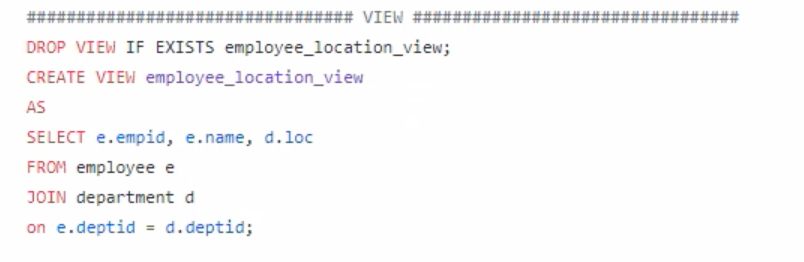 ################################# VIEW #################################
DROP VIEW IF EXISTS employee_location_view;
CREATE VIEW employee_location_view
AS
SELECT e.empid, e.name, d.loc
FROM employee e
JOIN department d
on e.deptid = d.deptid;